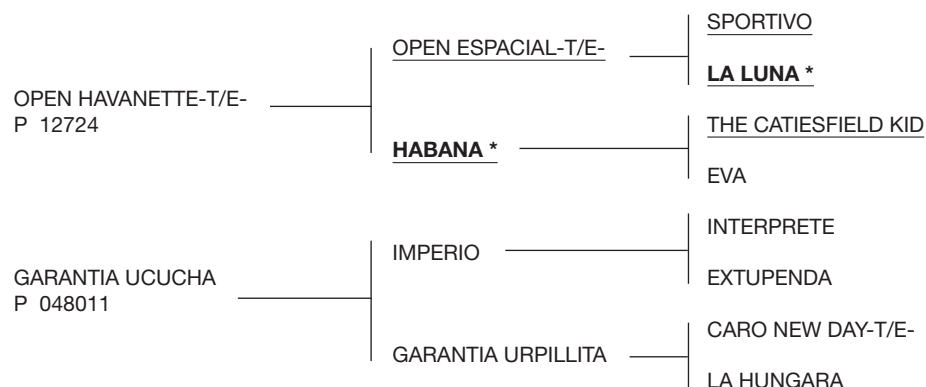 SPORTIVO
OPEN ESPACIAL-T/E-
LA LUNA *
OPEN HAVANETTE-T/E-
P 12724
THE CATIESFIELD KID
HABANA *
EVA
INTERPRETE
IMPERIO
EXTUPENDA
GARANTIA UCUCHA
P 048011
CARO NEW DAY-T/E-
GARANTIA URPILLITA
LA HUNGARA